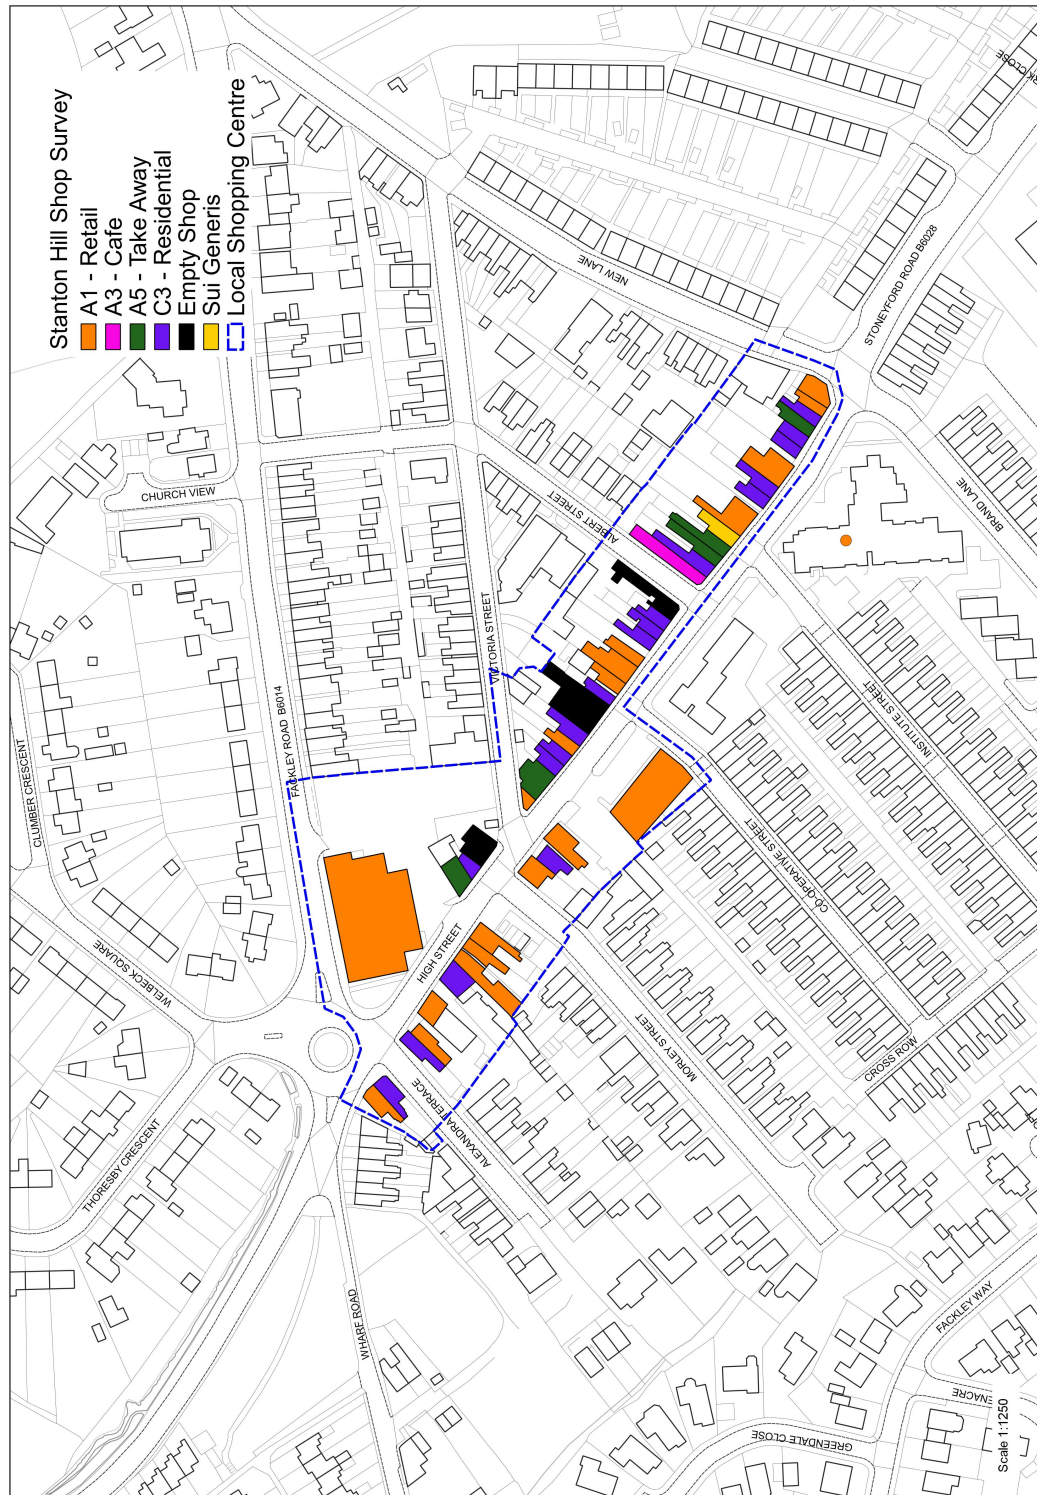 Stanton Hill Shop Survey
A1 - Retail
A3 - Cafe
A5 - Take Away
C3 - Residential
Empty Shop
Sui Generis
Local Shopping Centre
CHURCH VIEW
CLUMBER CRESCENT
FACKLEY ROAD B6014
WELBECK SQUARE
THORESBY CRESCENT
WHARF ROAD
VICTORIA STREET
ALBERT STREET
NEW LANE
STONEYFORD ROAD B6028
BRAND LANE
INSTITUTE STREET
CO-OPERATIVE STREET
CROSS ROW
MORLEY STREET
HIGH STREET
ALEXANDRA TERRACE
FACKLEY WAY
GREENDALE CLOSE
ENACRE
RK CLOSE
Scale 1:1250